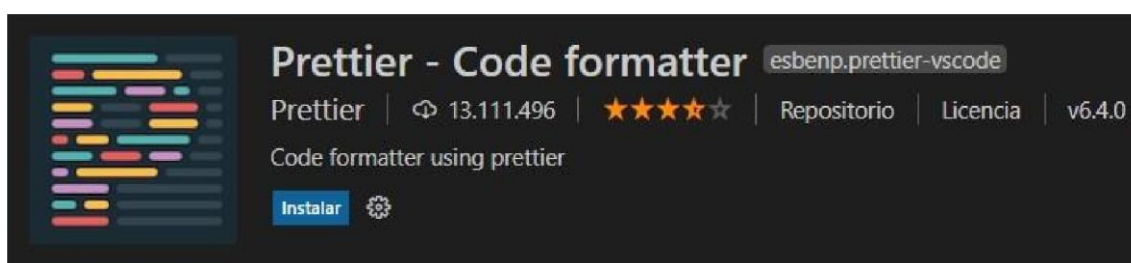 Prettier - Code formatter esbenp.prettier-vscode
Prettier 13.111.496 Repositorio Licencia v6.4.0
Code formatter using prettier
Instalar